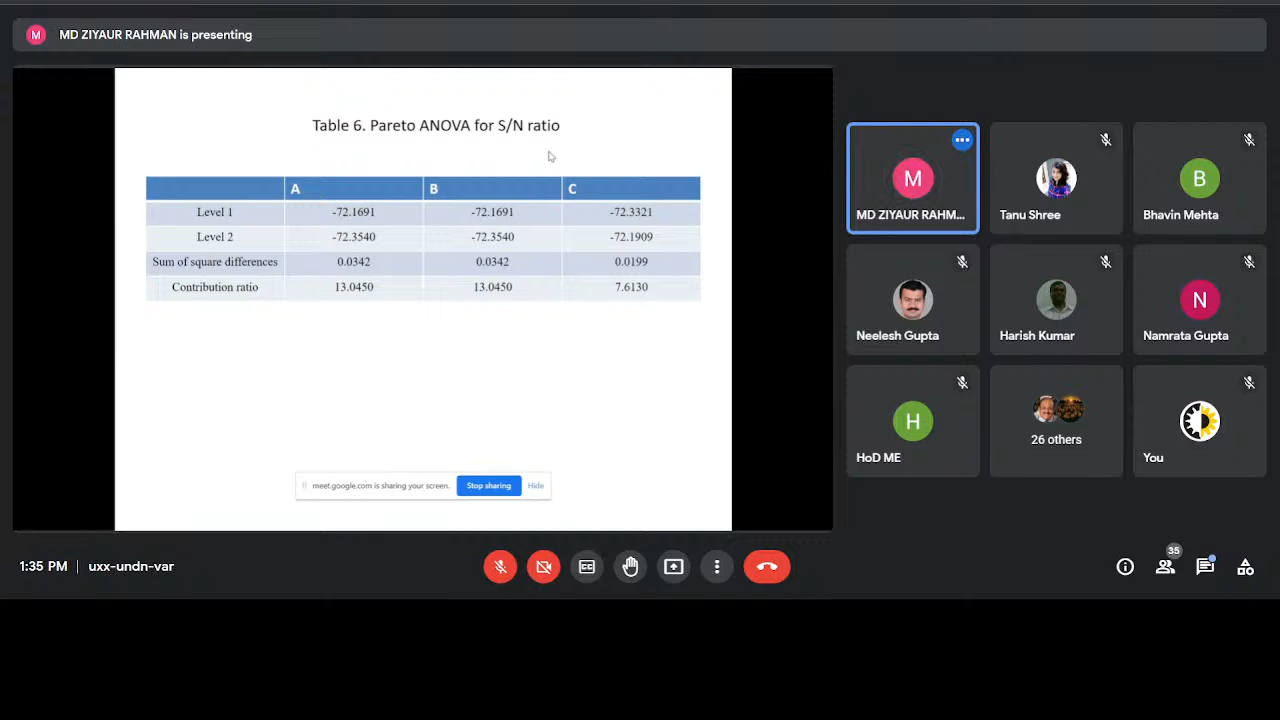 M MD ZIYAUR RAHMAN is presenting
Table 6. Pareto ANOVA for S/N ratio
A B C
Level 1 -72.1691 -72.1691 -72.3321
Level 2 -72.3540 -72.3540 -72.1909
Sum of square differences 0.0342 0.0342 0.0199
Contribution ratio 13.0450 13.0450 7.6130
meet.google.com is sharing your screen. Stop sharing Hide
M
MD ZIYAUR RAHM...
Tanu Shree
B
Bhavin Mehta
Neelesh Gupta
Harish Kumar
N
Namrata Gupta
H
HoD ME
26 others
You
1:35 PM | uxx-undn-var
35